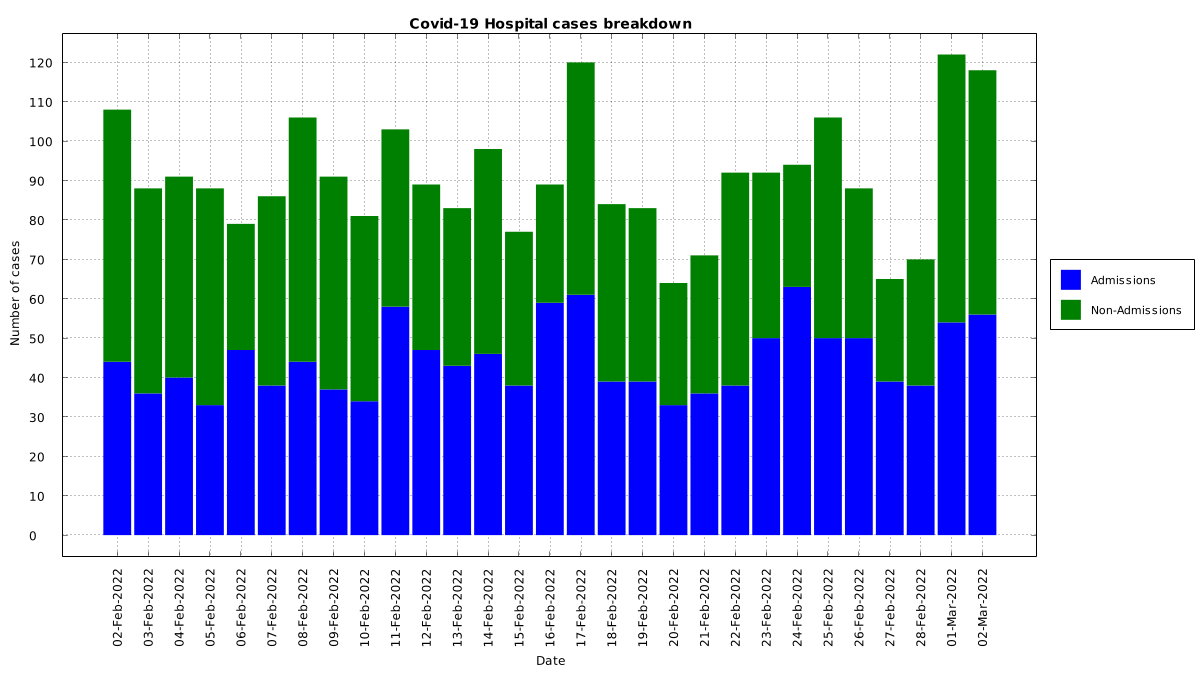 Covid-19 Hospital cases breakdown
120
110
100
90
80
70
60
50
40
30
20
10
0
Number of cases
Admissions
Non-Admissions
02-Feb-2022
03-Feb-2022
04-Feb-2022
05-Feb-2022
06-Feb-2022
07-Feb-2022
08-Feb-2022
09-Feb-2022
10-Feb-2022
11-Feb-2022
12-Feb-2022
13-Feb-2022
14-Feb-2022
15-Feb-2022
16-Feb-2022
17-Feb-2022
18-Feb-2022
19-Feb-2022
20-Feb-2022
21-Feb-2022
22-Feb-2022
23-Feb-2022
24-Feb-2022
25-Feb-2022
26-Feb-2022
27-Feb-2022
28-Feb-2022
01-Mar-2022
02-Mar-2022
Date